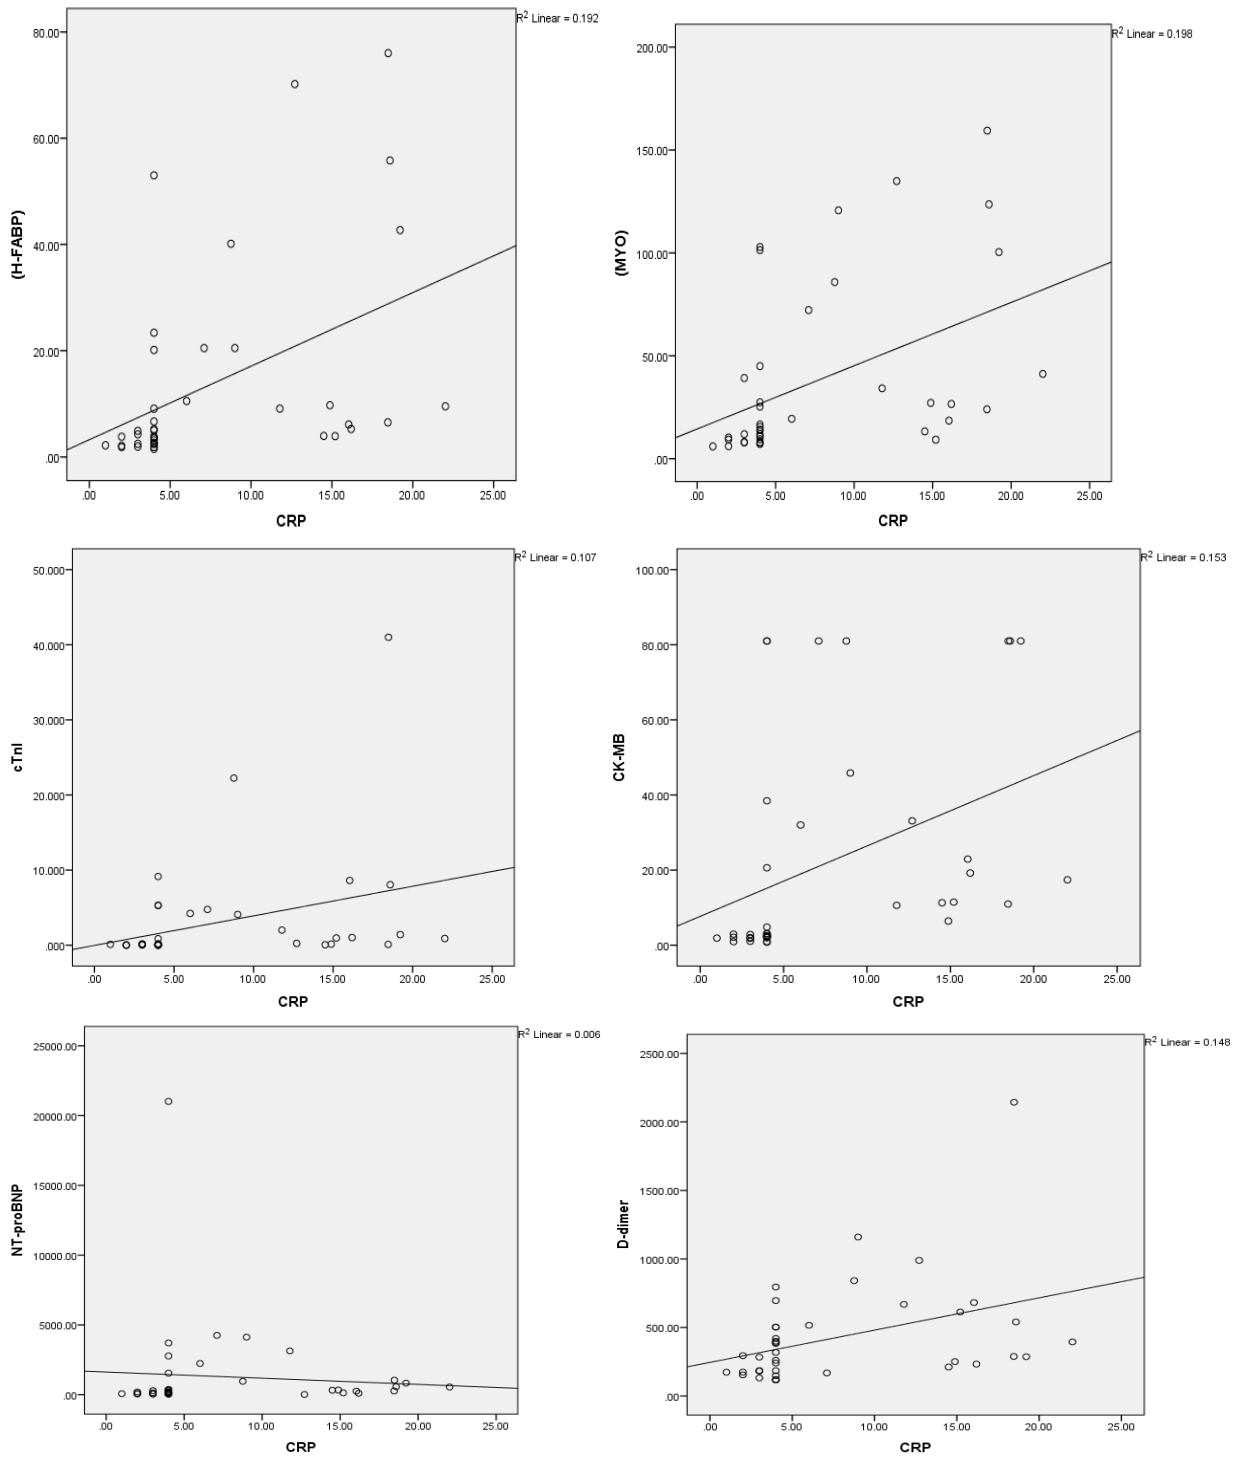 R² Linear = 0.192
80.00
60.00
40.00
20.00
.00
(H-FABP)
.00 5.00 10.00 15.00 20.00 25.00
CRP
R² Linear = 0.198
200.00
150.00
100.00
50.00
.00
(MYO)
.00 5.00 10.00 15.00 20.00 25.00
CRP
R² Linear = 0.107
50.000
40.000
30.000
20.000
10.000
.000
cTnI
.00 5.00 10.00 15.00 20.00 25.00
CRP
R² Linear = 0.153
100.00
80.00
60.00
40.00
20.00
.00
CK-MB
.00 5.00 10.00 15.00 20.00 25.00
CRP
R² Linear = 0.006
25000.00
20000.00
15000.00
10000.00
5000.00
.00
NT-proBNP
.00 5.00 10.00 15.00 20.00 25.00
CRP
R² Linear = 0.148
2500.00
2000.00
1500.00
1000.00
500.00
.00
D-dimer
.00 5.00 10.00 15.00 20.00 25.00
CRP